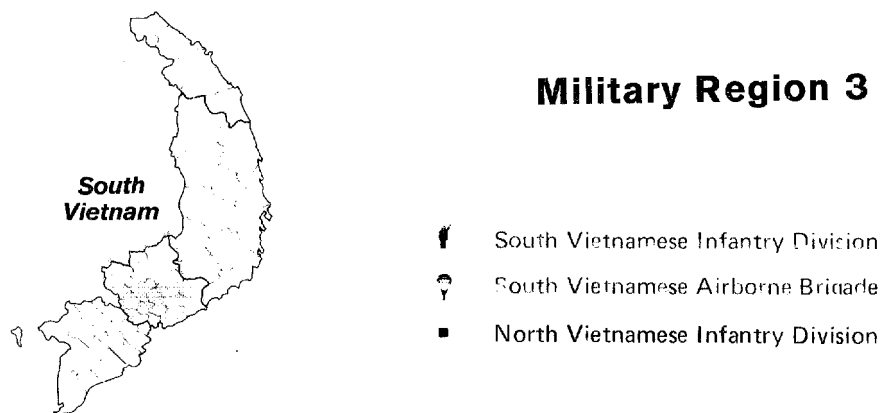 Military Region 3
South
Vietnam
South Vietnamese Infantry Division
South Vietnamese Airborne Brigade
North Vietnamese Infantry Division